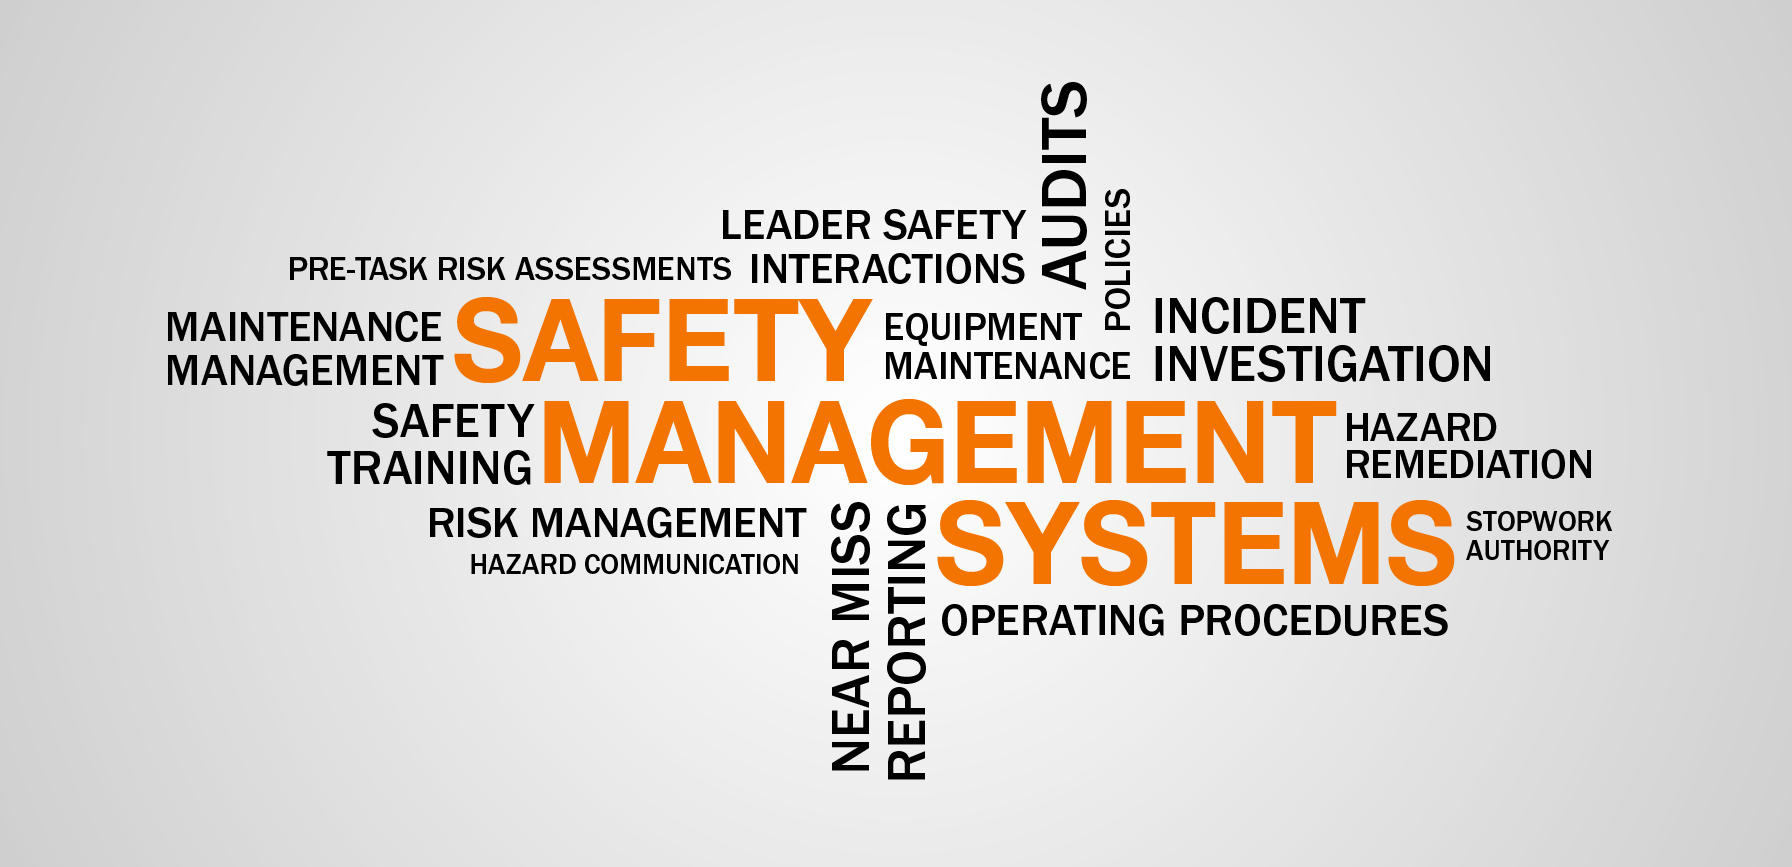 AUDITS
POLICIES
LEADER SAFETY
INTERACTIONS
PRE-TASK RISK ASSESSMENTS
MAINTENANCE
MANAGEMENT
SAFETY
EQUIPMENT
MAINTENANCE
INCIDENT
INVESTIGATION
SAFETY
TRAINING
MANAGEMENT
HAZARD
REMEDIATION
RISK MANAGEMENT
HAZARD COMMUNICATION
NEAR MISS
REPORTING
SYSTEMS
STOPWORK
AUTHORITY
OPERATING PROCEDURES